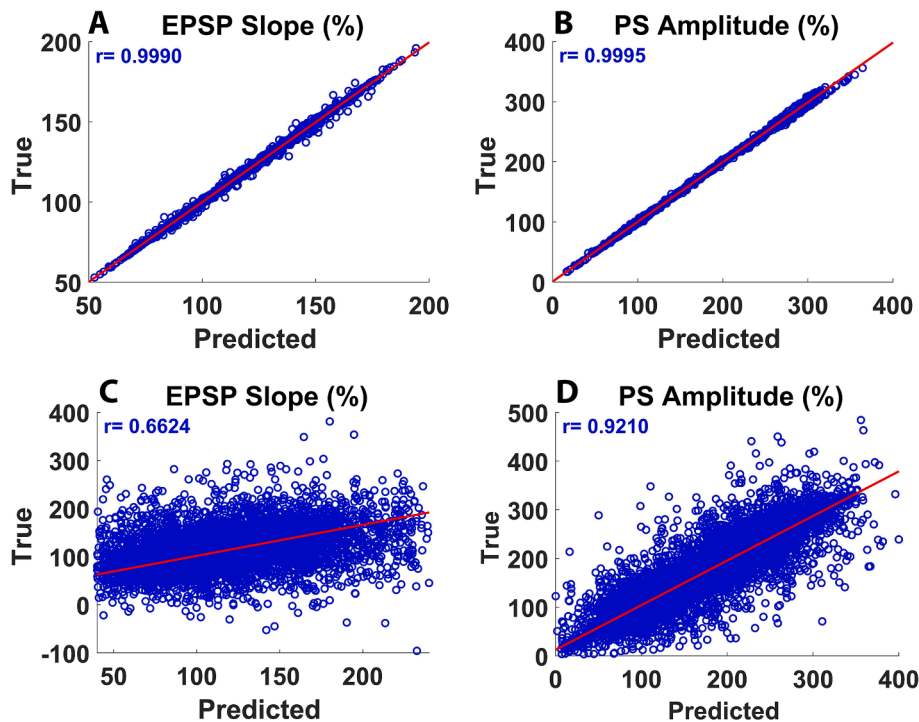 A EPSP Slope (%)
r= 0.9990
200
150
100
50
True
50 100 150 200
Predicted
B PS Amplitude (%)
r= 0.9995
400
300
200
100
0
True
0 100 200 300 400
Predicted
C EPSP Slope (%)
r= 0.6624
400
300
200
100
0
-100
True
50 100 150 200
Predicted
D PS Amplitude (%)
r= 0.9210
500
400
300
200
100
0
True
0 100 200 300 400
Predicted